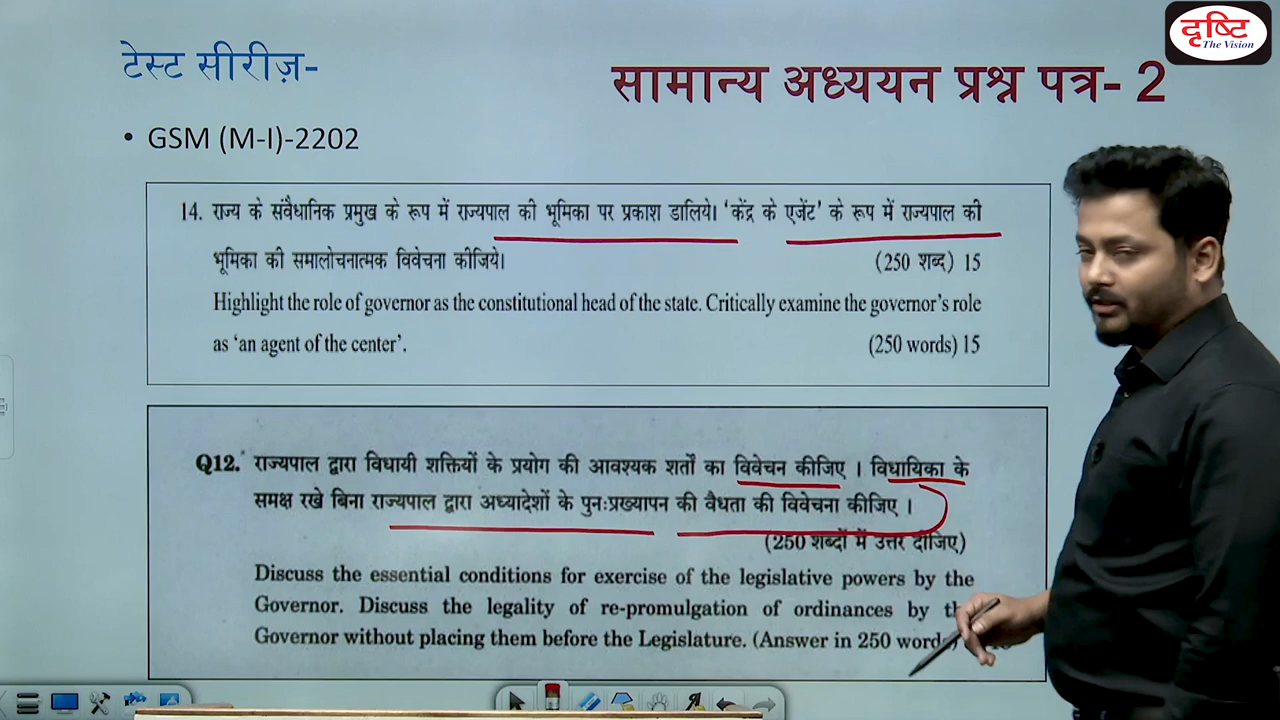 दृष्टि
The Vision
टेस्ट सीरीज़-
सामान्य अध्ययन प्रश्न पत्र- 2
• GSM (M-I)-2202
14. राज्य के संवैधानिक प्रमुख के रूप में राज्यपाल की भूमिका पर प्रकाश डालिये। ‘केंद्र के एजेंट’ के रूप में राज्यपाल की
भूमिका की समालोचनात्मक विवेचना कीजिये।
(250 शब्द) 15
Highlight the role of governor as the constitutional head of the state. Critically examine the governor’s role
as ‘an agent of the center’.
(250 words) 15
Q12. राज्यपाल द्वारा विधायी शक्तियों के प्रयोग की आवश्यक शर्तों का विवेचन कीजिए । विधायिका के
समक्ष रखे बिना राज्यपाल द्वारा अध्यादेशों के पुनःप्रख्यापन की वैधता की विवेचना कीजिए ।
(250 शब्दों में उत्तर दीजिए)
Discuss the essential conditions for exercise of the legislative powers by the
Governor. Discuss the legality of re-promulgation of ordinances by
Governor without placing them before the Legislature. (Answer in 250